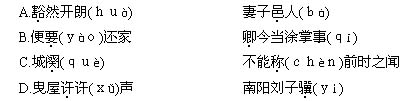 A.豁然开朗(huò) 妻子邑人(bā)
B.便要(yāo)还家 卿今当涂掌事(qí)
C.城阙(què) 不能称(chèn)前时之闻
D.曳屋许许(xǔ)声 南阳刘子骥(yí)